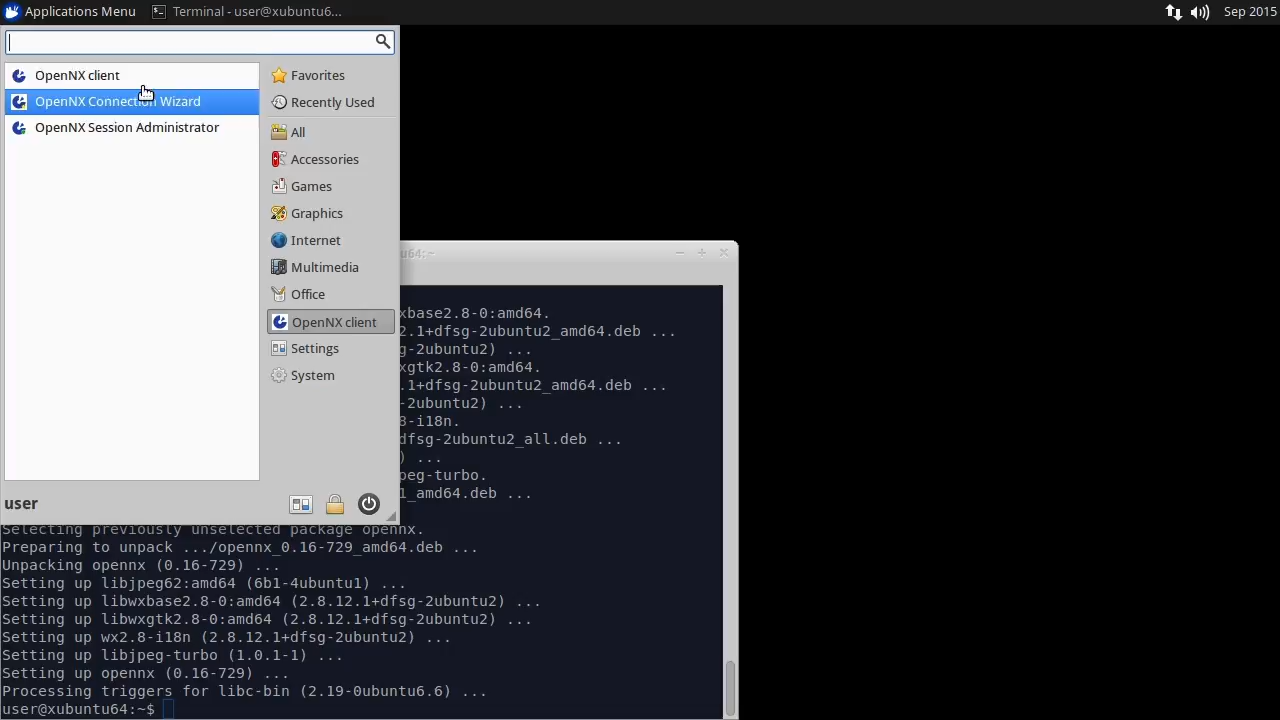 Applications Menu
Terminal - user@xubuntu6...
Sep 2015
OpenNX client
OpenNX Connection Wizard
OpenNX Session Administrator
Favorites
Recently Used
All
Accessories
Games
Graphics
Internet
Multimedia
Office
OpenNX client
Settings
System
user
u64: ~
xbase2.8-0:amd64.
2.1+dfsg-2ubuntu2_amd64.deb ...
g-2ubuntu2) ...
xgtk2.8-0:amd64.
.1+dfsg-2ubuntu2_amd64.deb ...
-2ubuntu2) ...
8-i18n.
dfsg-2ubuntu2_all.deb ...
) ...
peg-turbo.
1_amd64.deb ...
Selecting previously unselected package opennx.
Preparing to unpack .../opennx_0.16-729_amd64.deb ...
Unpacking opennx (0.16-729) ...
Setting up libjpeg62:amd64 (6b1-4ubuntu1) ...
Setting up libwxbase2.8-0:amd64 (2.8.12.1+dfsg-2ubuntu2) ...
Setting up libwxgtk2.8-0:amd64 (2.8.12.1+dfsg-2ubuntu2) ...
Setting up wx2.8-i18n (2.8.12.1+dfsg-2ubuntu2) ...
Setting up libjpeg-turbo (1.0.1-1) ...
Setting up opennx (0.16-729) ...
Processing triggers for libc-bin (2.19-0ubuntu6.6) ...
user@xubuntu64:~$